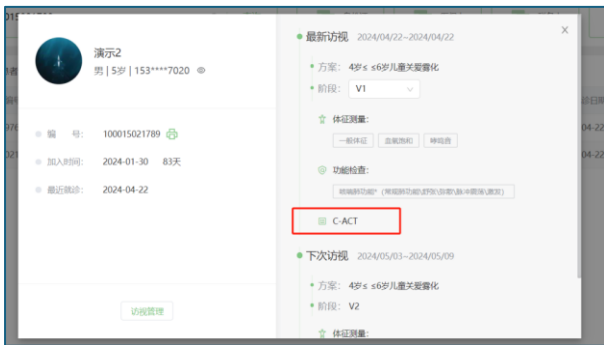 演示2
男 | 5岁 | 153****7020
编 号: 100015021789
加入时间: 2024-01-30 83天
最近就诊: 2024-04-22
访视管理
最新访视 2024/04/22~2024/04/22
方案: 4岁≤ ≤6岁儿童关爱雾化
阶段: V1
体征测量:
一般体征 血氧饱和 哮鸣音
功能检查:
C-ACT
下次访视 2024/05/03~2024/05/09
方案: 4岁≤ ≤6岁儿童关爱雾化
阶段: V2
体征测量: